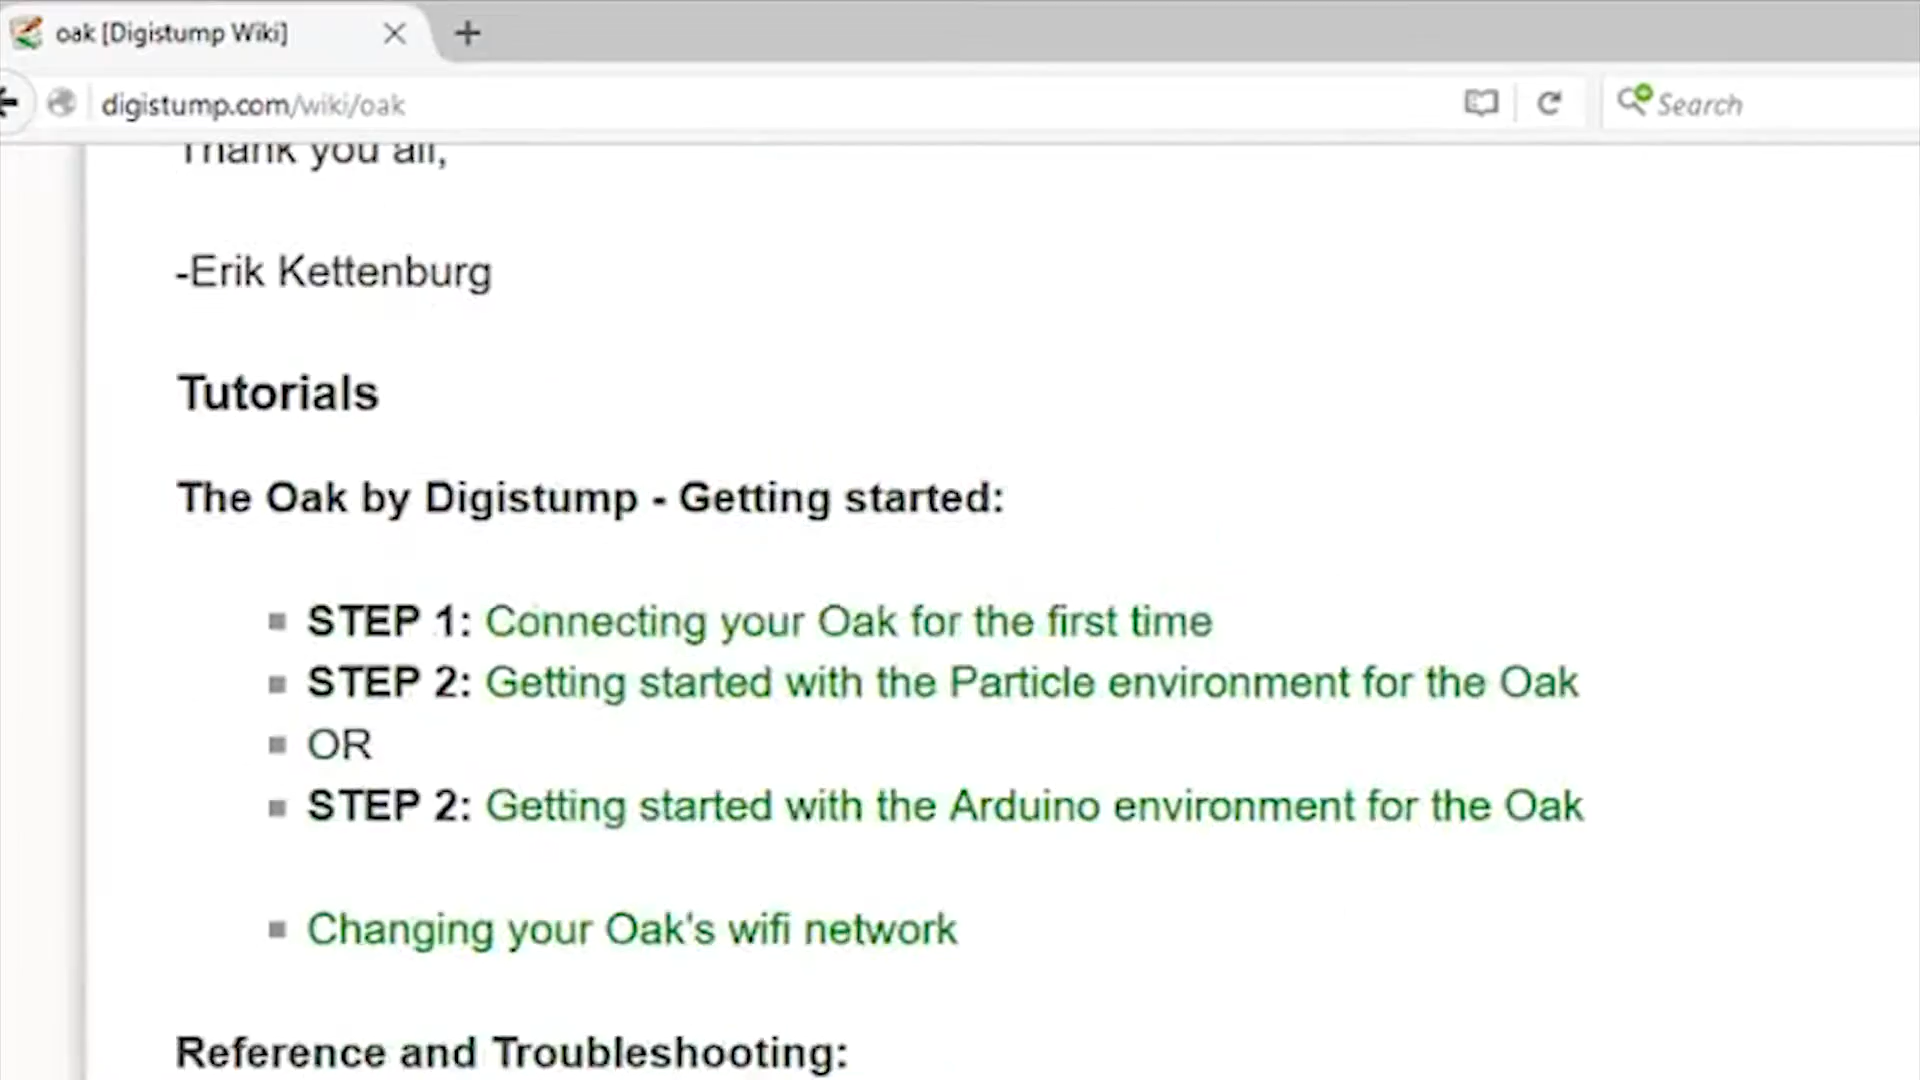 oak [Digistump Wiki]
digistump.com/wiki/oak
Search
Thank you all,
-Erik Kettenburg
Tutorials
The Oak by Digistump - Getting started:
STEP 1: Connecting your Oak for the first time
STEP 2: Getting started with the Particle environment for the Oak
OR
STEP 2: Getting started with the Arduino environment for the Oak
Changing your Oak's wifi network
Reference and Troubleshooting: